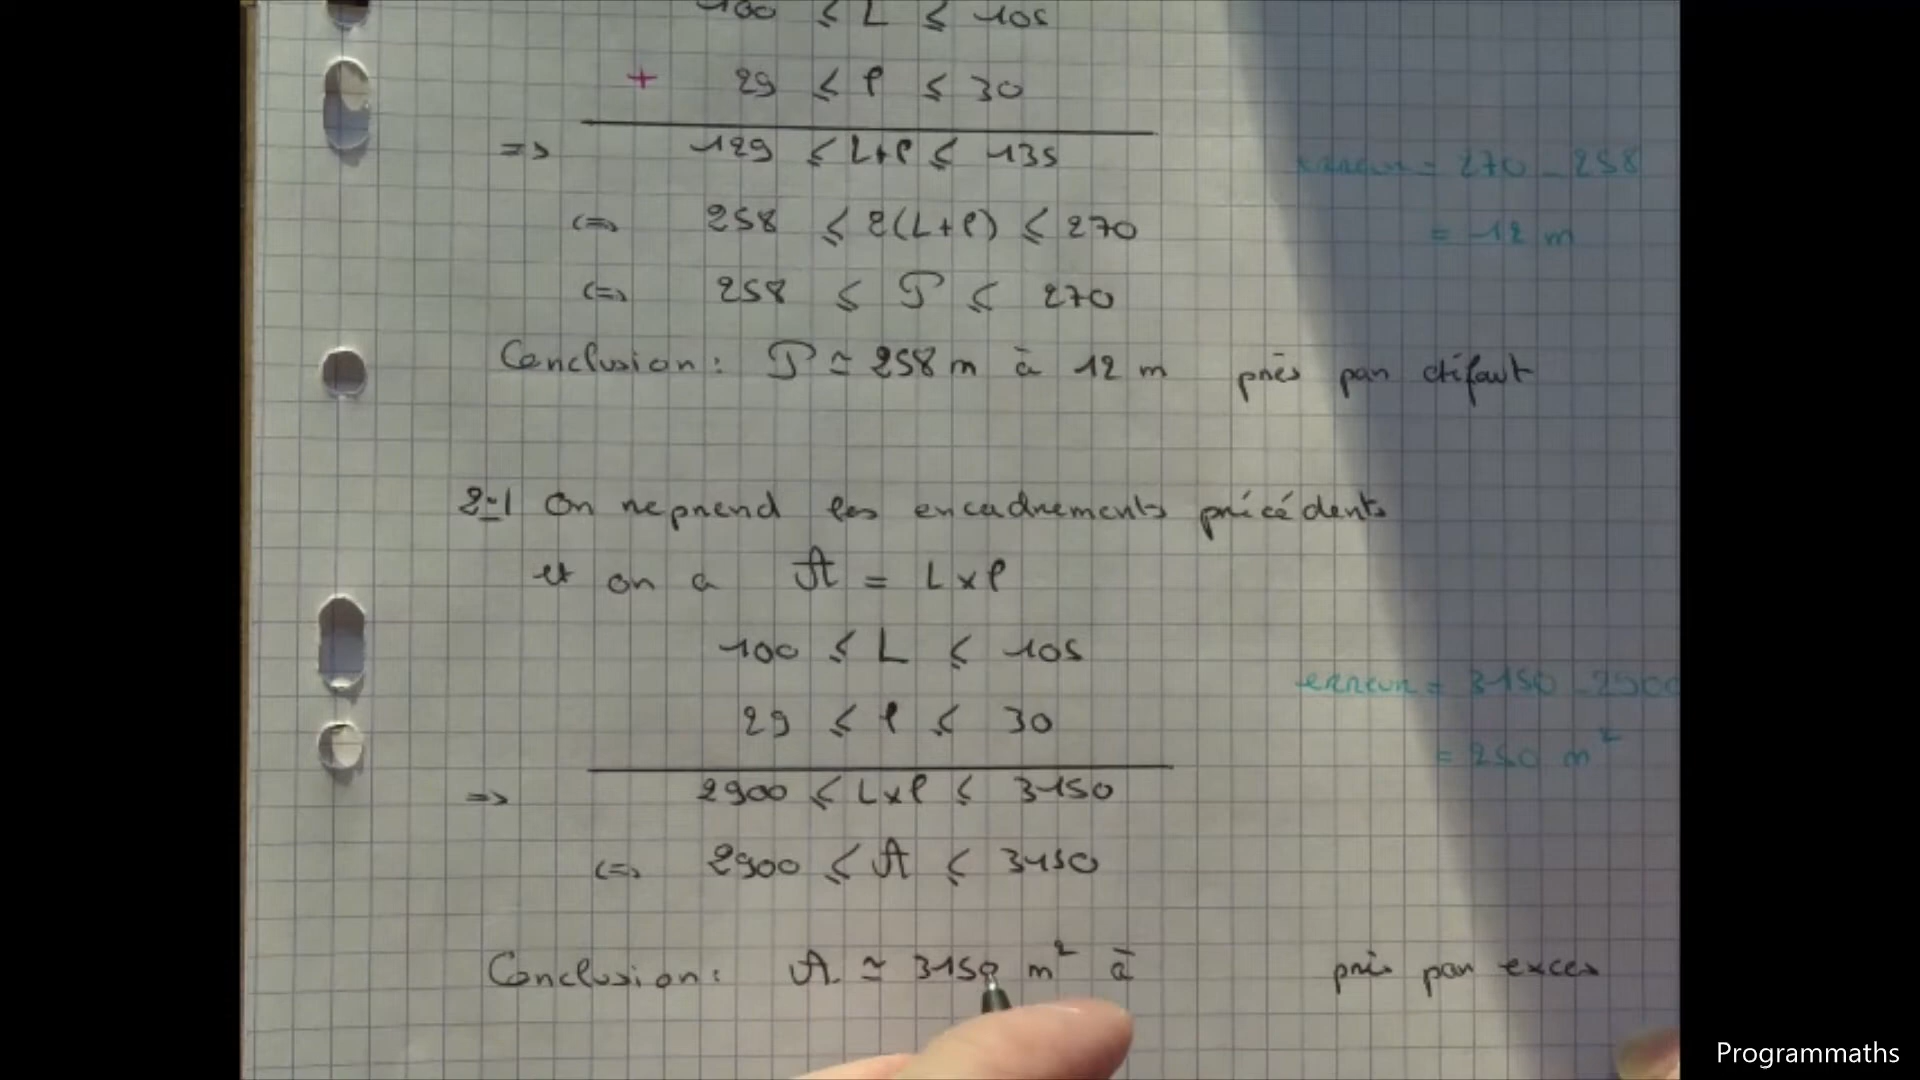 100 ≤ L ≤ 105
+ 29 ≤ l ≤ 30
=> 129 ≤ L+l ≤ 135
erreur = 270 - 258
<=> 258 ≤ 2(L+l) ≤ 270
= 12 m
<=> 258 ≤ P ≤ 270
Conclusion : P ≃ 258 m à 12 m près par défaut
2-/ On reprend les encadrements précédents
et on a A = L x l
100 ≤ L ≤ 105
erreur = 3150 - 2900
29 ≤ l ≤ 30
= 250 m²
=> 2900 ≤ L x l ≤ 3150
<=> 2900 ≤ A ≤ 3150
Conclusion : A ≃ 3150 m² à près par excès
Programmaths